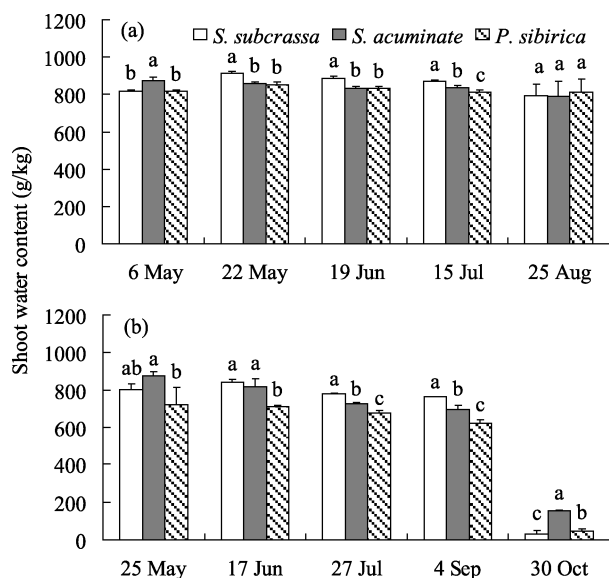 1200
(a)
S. subcrassa
S. acuminate
P. sibirica
1000
800
600
400
200
0
b a b
a b b
a b b
a b c
a a a
6 May
22 May
19 Jun
15 Jul
25 Aug
Shoot water content (g/kg)
1200
(b)
1000
800
600
400
200
0
ab a b
a a b
a b c
a b c
c a b
25 May
17 Jun
27 Jul
4 Sep
30 Oct